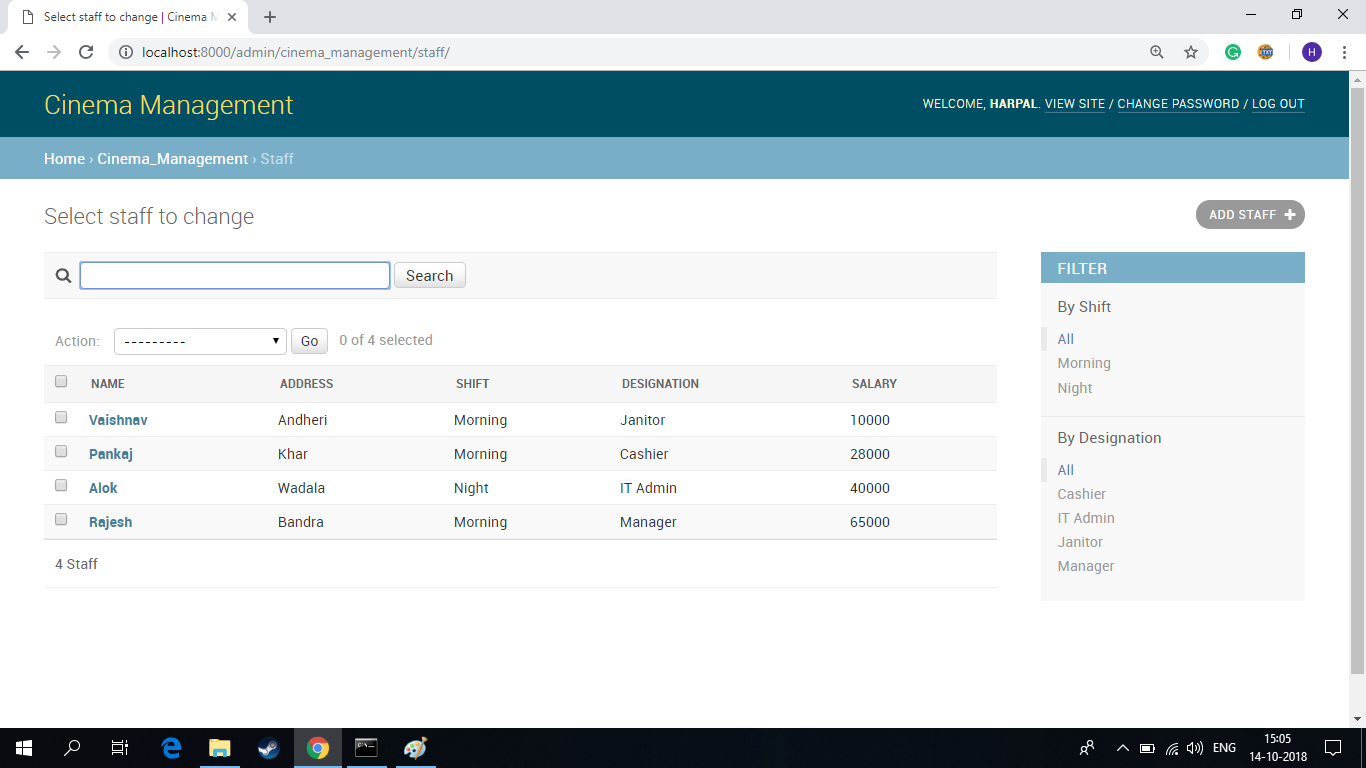 Select staff to change | Cinema M
localhost:8000/admin/cinema_management/staff/
H
Cinema Management
WELCOME, HARPAL. VIEW SITE / CHANGE PASSWORD / LOG OUT
Home › Cinema_Management › Staff
Select staff to change
ADD STAFF +
Search
Action: --------- Go 0 of 4 selected
NAME ADDRESS SHIFT DESIGNATION SALARY
Vaishnav Andheri Morning Janitor 10000
Pankaj Khar Morning Cashier 28000
Alok Wadala Night IT Admin 40000
Rajesh Bandra Morning Manager 65000
4 Staff
FILTER
By Shift
All
Morning
Night
By Designation
All
Cashier
IT Admin
Janitor
Manager
ENG
15:05
14-10-2018